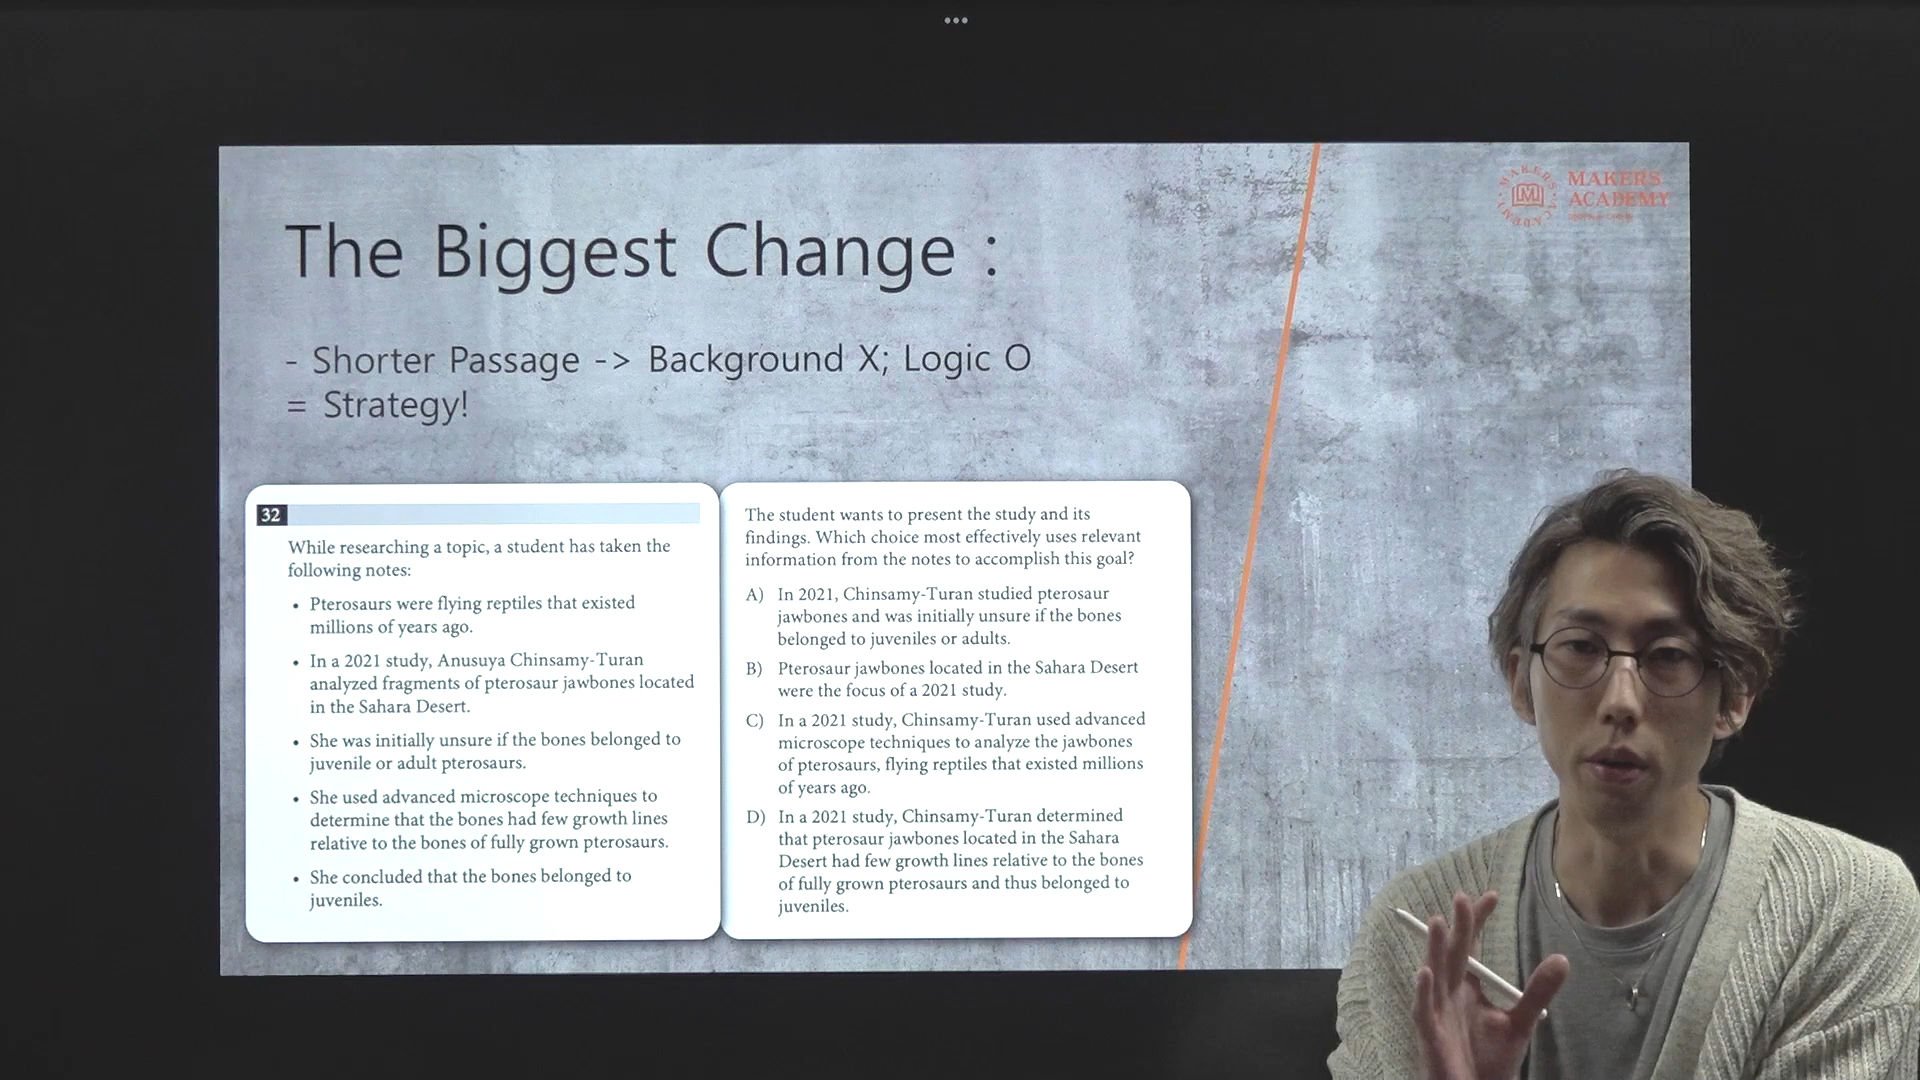 The Biggest Change :
- Shorter Passage -> Background X; Logic O
= Strategy!
MAKERS
ACADEMY
32
While researching a topic, a student has taken the
following notes:
• Pterosaurs were flying reptiles that existed
millions of years ago.
• In a 2021 study, Anusuya Chinsamy-Turan
analyzed fragments of pterosaur jawbones located
in the Sahara Desert.
• She was initially unsure if the bones belonged to
juvenile or adult pterosaurs.
• She used advanced microscope techniques to
determine that the bones had few growth lines
relative to the bones of fully grown pterosaurs.
• She concluded that the bones belonged to
juveniles.
The student wants to present the study and its
findings. Which choice most effectively uses relevant
information from the notes to accomplish this goal?
A) In 2021, Chinsamy-Turan studied pterosaur
jawbones and was initially unsure if the bones
belonged to juveniles or adults.
B) Pterosaur jawbones located in the Sahara Desert
were the focus of a 2021 study.
C) In a 2021 study, Chinsamy-Turan used advanced
microscope techniques to analyze the jawbones
of pterosaurs, flying reptiles that existed millions
of years ago.
D) In a 2021 study, Chinsamy-Turan determined
that pterosaur jawbones located in the Sahara
Desert had few growth lines relative to the bones
of fully grown pterosaurs and thus belonged to
juveniles.